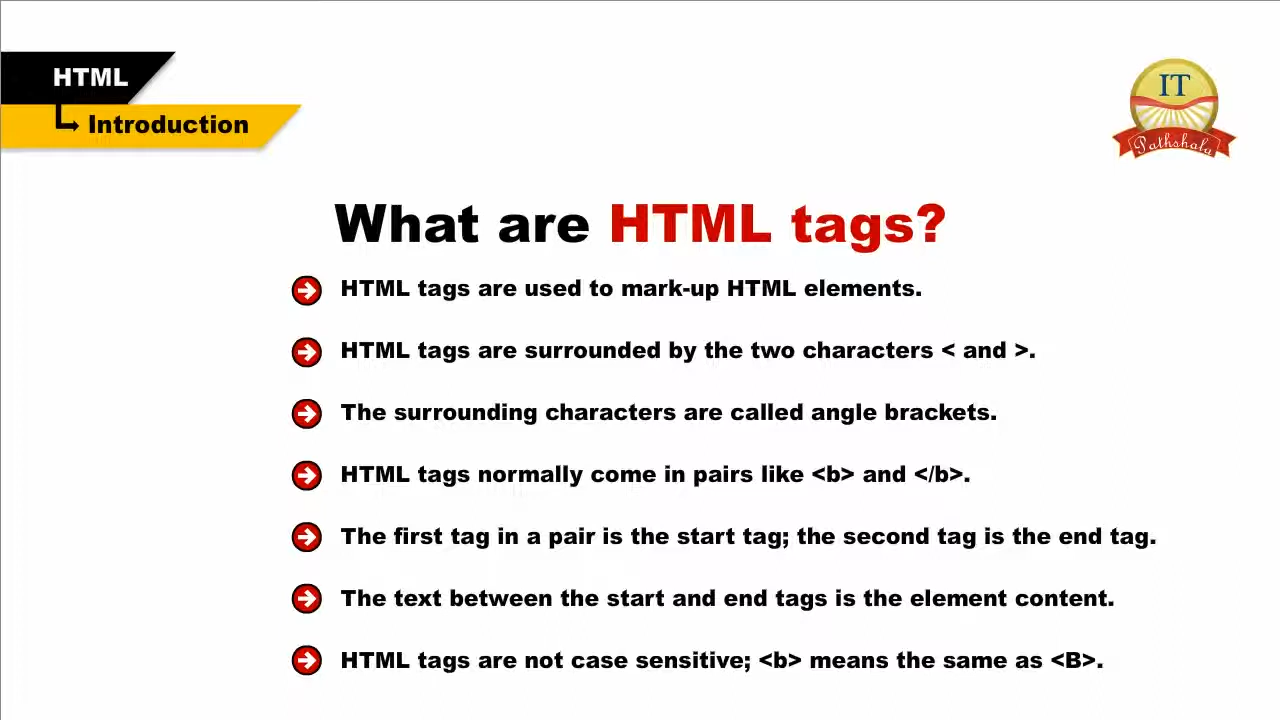 HTML
Introduction
IT
Pathshala
What are HTML tags?
HTML tags are used to mark-up HTML elements.
HTML tags are surrounded by the two characters < and >.
The surrounding characters are called angle brackets.
HTML tags normally come in pairs like <b> and </b>.
The first tag in a pair is the start tag; the second tag is the end tag.
The text between the start and end tags is the element content.
HTML tags are not case sensitive; <b> means the same as <B>.